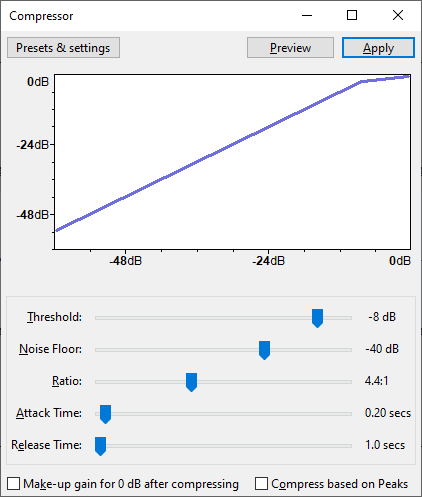 Compressor
Presets & settings Preview Apply
0dB
-24dB
-48dB
-48dB -24dB 0dB
Threshold: -8 dB
Noise Floor: -40 dB
Ratio: 4.4:1
Attack Time: 0.20 secs
Release Time: 1.0 secs
Make-up gain for 0 dB after compressing Compress based on Peaks